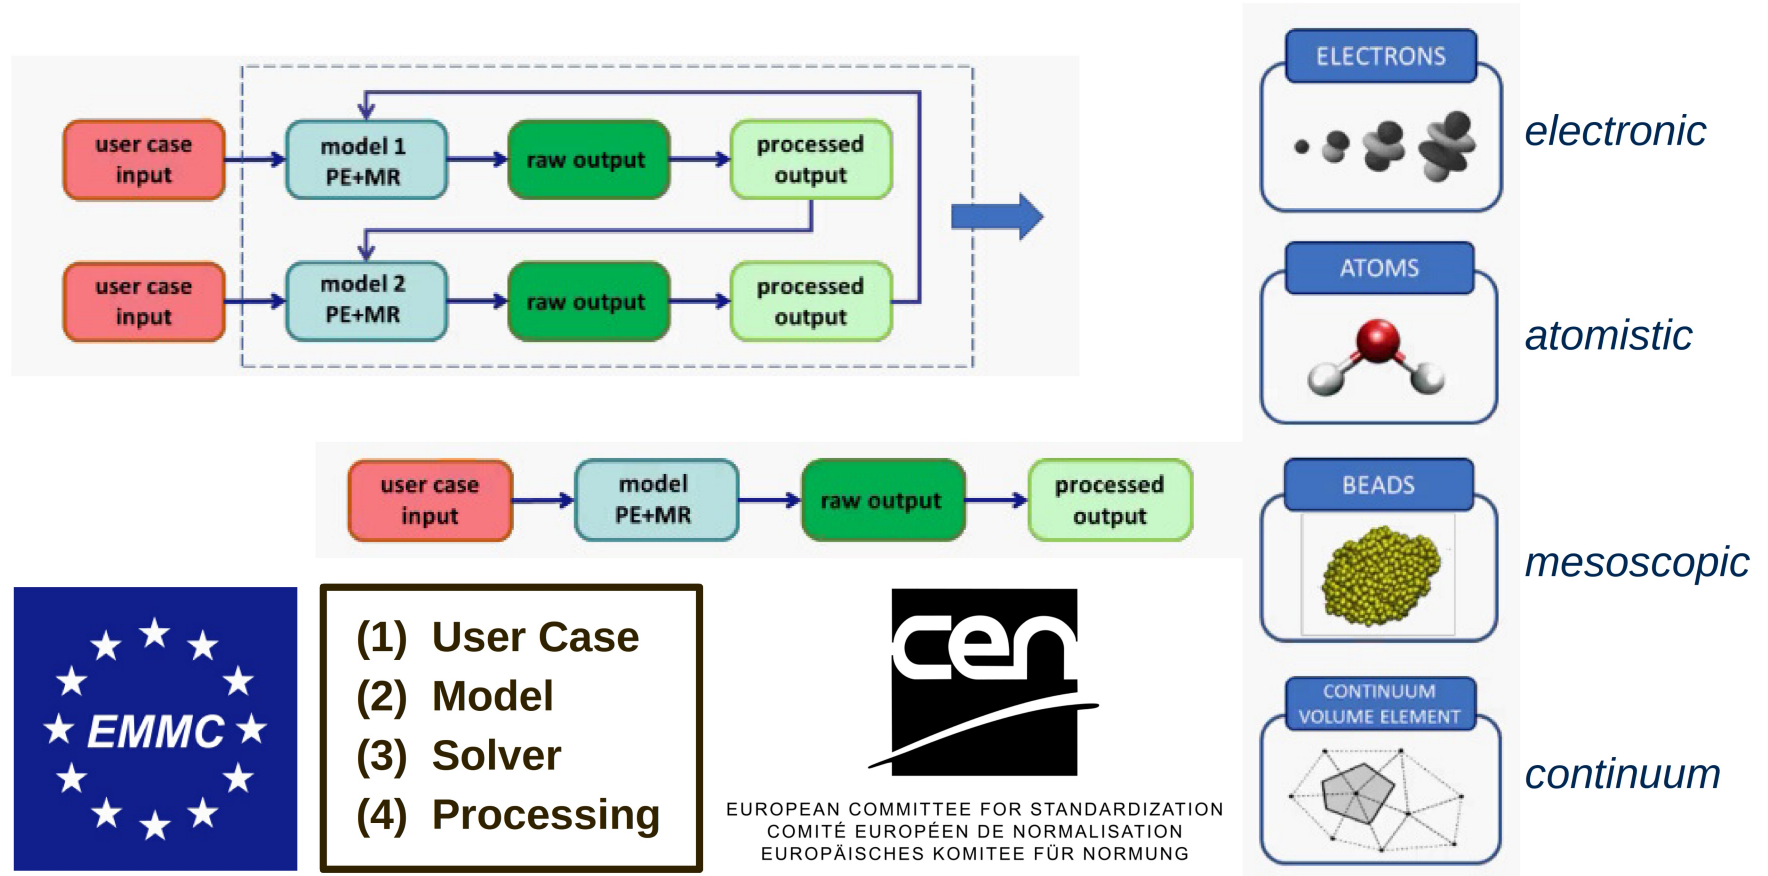 user case
input
model 1
PE+MR
raw output
processed
output
user case
input
model 2
PE+MR
raw output
processed
output
user case
input
model
PE+MR
raw output
processed
output
EMMC
(1) User Case
(2) Model
(3) Solver
(4) Processing
cen
EUROPEAN COMMITTEE FOR STANDARDIZATION
COMITÉ EUROPÉEN DE NORMALISATION
EUROPÄISCHES KOMITEE FÜR NORMUNG
ELECTRONS
electronic
ATOMS
atomistic
BEADS
mesoscopic
CONTINUUM
VOLUME ELEMENT
continuum